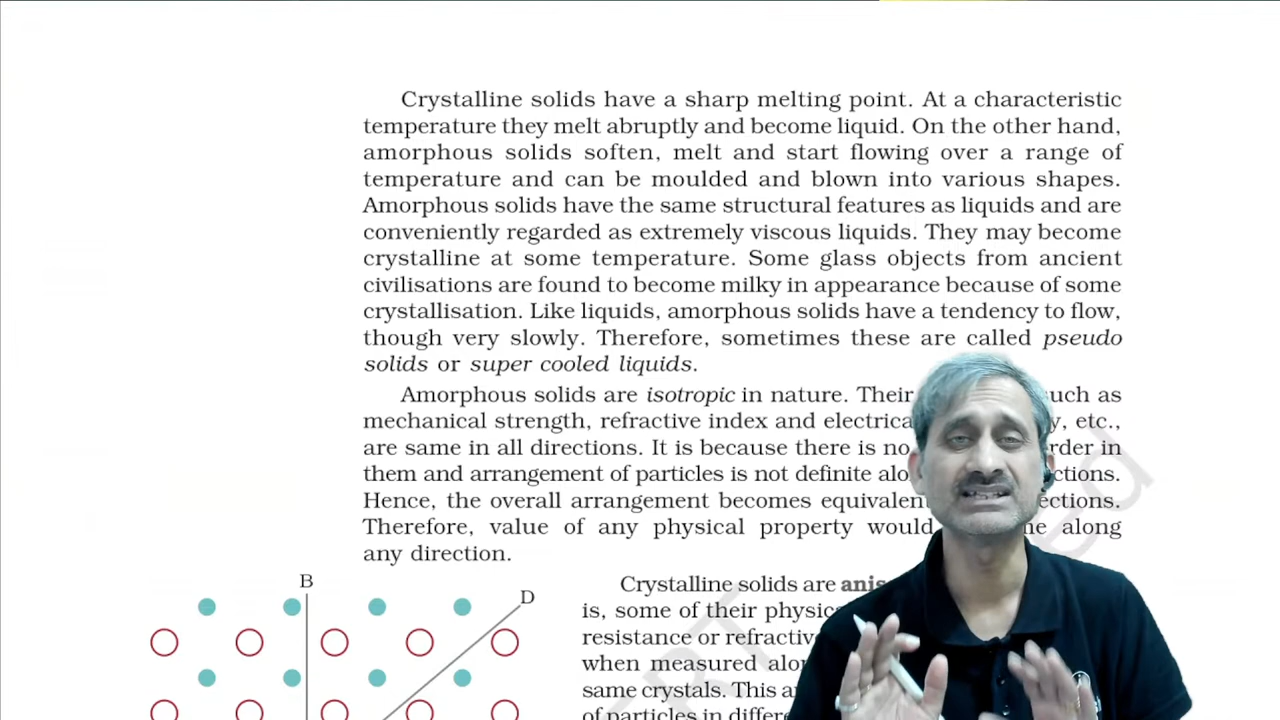 Crystalline solids have a sharp melting point. At a characteristic
temperature they melt abruptly and become liquid. On the other hand,
amorphous solids soften, melt and start flowing over a range of
temperature and can be moulded and blown into various shapes.
Amorphous solids have the same structural features as liquids and are
conveniently regarded as extremely viscous liquids. They may become
crystalline at some temperature. Some glass objects from ancient
civilisations are found to become milky in appearance because of some
crystallisation. Like liquids, amorphous solids have a tendency to flow,
though very slowly. Therefore, sometimes these are called pseudo
solids or super cooled liquids.
Amorphous solids are isotropic in nature. Their such as
mechanical strength, refractive index and etc.,
are same in all directions. It is because there is no
them and arrangement of particles is not definite
Hence, the overall arrangement becomes
Therefore, value of any physical property would along
any direction.
B
D
Crystalline solids are
is, some of their
resistance or
when measured
same crystals. This
of particles in